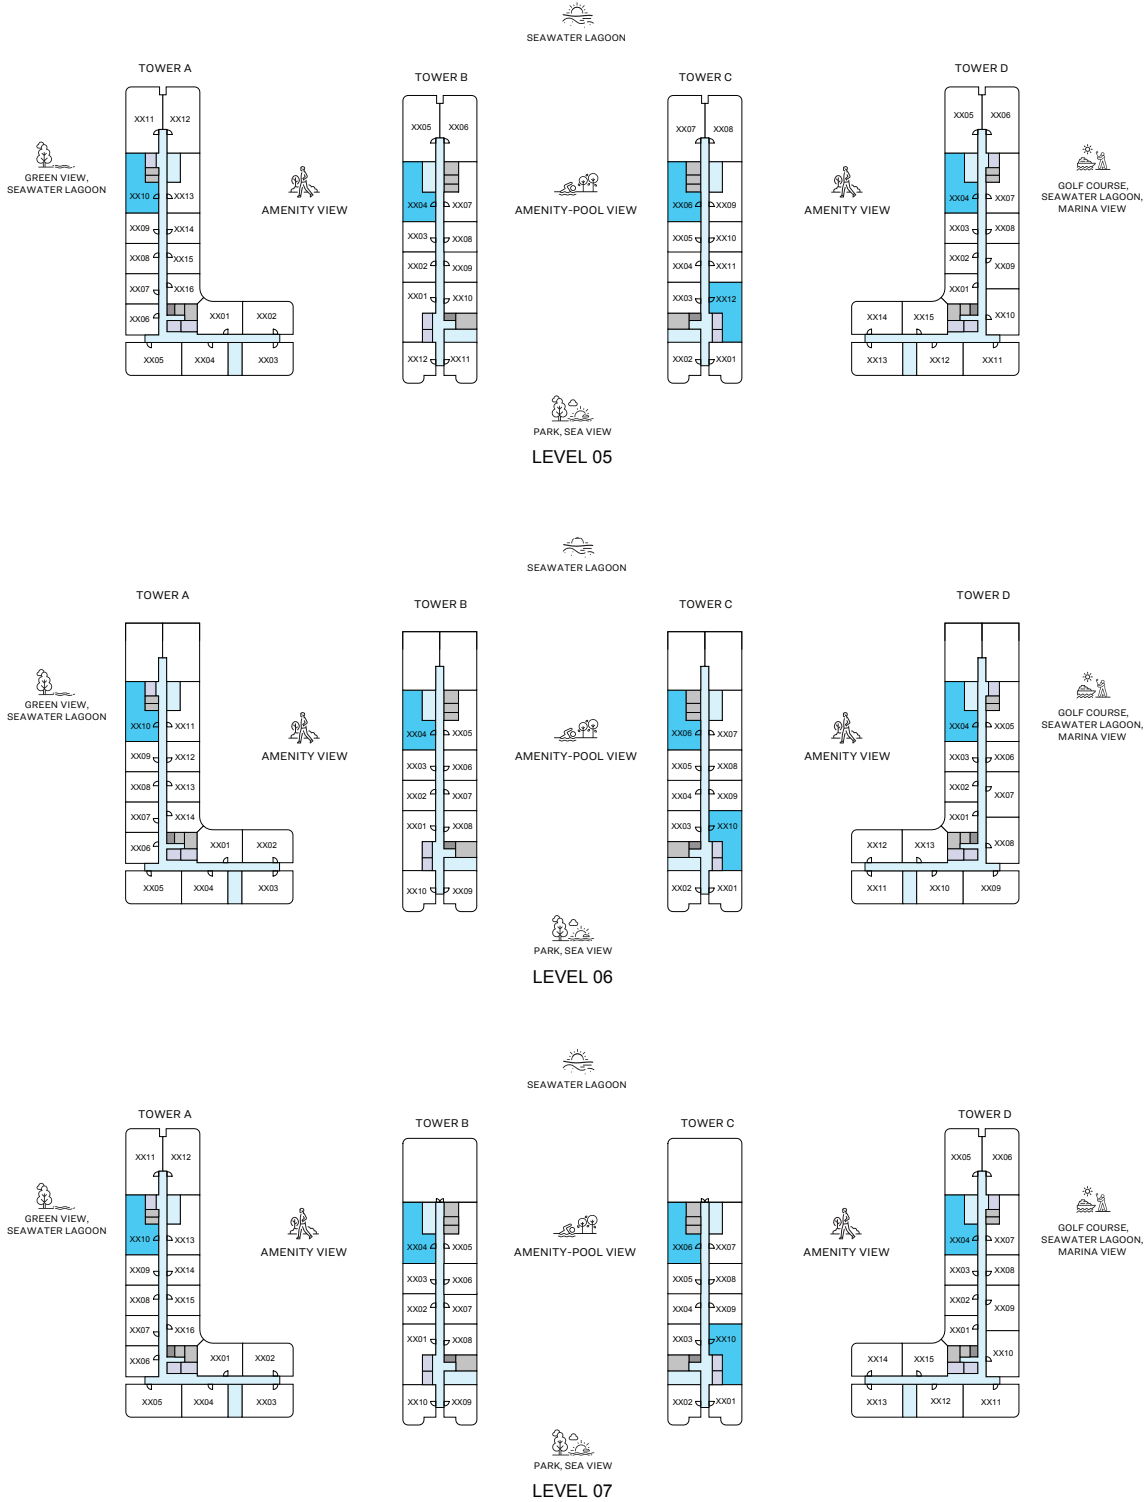 SEAWATER LAGOON
TOWER A
TOWER B
TOWER C
TOWER D
XX11 XX12
XX05 XX06
XX07 XX08
XX05 XX06
GREEN VIEW,
SEAWATER LAGOON
AMENITY VIEW
AMENITY-POOL VIEW
AMENITY VIEW
GOLF COURSE,
SEAWATER LAGOON,
MARINA VIEW
XX10 XX13
XX04 XX07
XX06 XX09
XX04 XX07
XX09 XX14
XX03 XX08
XX05 XX10
XX03 XX08
XX08 XX15
XX02 XX09
XX04 XX11
XX02 XX09
XX07 XX16
XX01 XX10
XX03 XX12
XX01
XX06 XX01 XX02
XX14 XX15 XX10
XX05 XX04 XX03
XX12 XX11
XX02 XX01
XX13 XX12 XX11
PARK, SEA VIEW
LEVEL 05
SEAWATER LAGOON
TOWER A
TOWER B
TOWER C
TOWER D
GREEN VIEW,
SEAWATER LAGOON
AMENITY VIEW
AMENITY-POOL VIEW
AMENITY VIEW
GOLF COURSE,
SEAWATER LAGOON,
MARINA VIEW
XX10 XX11
XX04 XX05
XX06 XX07
XX04 XX05
XX09 XX12
XX03 XX06
XX05 XX08
XX03 XX06
XX08 XX13
XX02 XX07
XX04 XX09
XX02 XX07
XX07 XX14
XX01 XX08
XX03 XX10
XX01
XX06 XX01 XX02
XX12 XX13 XX08
XX05 XX04 XX03
XX10 XX09
XX02 XX01
XX11 XX10 XX09
PARK, SEA VIEW
LEVEL 06
SEAWATER LAGOON
TOWER A
TOWER B
TOWER C
TOWER D
XX11 XX12
XX05 XX06
GREEN VIEW,
SEAWATER LAGOON
AMENITY VIEW
AMENITY-POOL VIEW
AMENITY VIEW
GOLF COURSE,
SEAWATER LAGOON,
MARINA VIEW
XX10 XX13
XX04 XX05
XX06 XX07
XX04 XX07
XX09 XX14
XX03 XX06
XX05 XX08
XX03 XX08
XX08 XX15
XX02 XX07
XX04 XX09
XX02 XX09
XX07 XX16
XX01 XX08
XX03 XX10
XX01
XX06 XX01 XX02
XX14 XX15 XX10
XX05 XX04 XX03
XX10 XX09
XX02 XX01
XX13 XX12 XX11
PARK, SEA VIEW
LEVEL 07